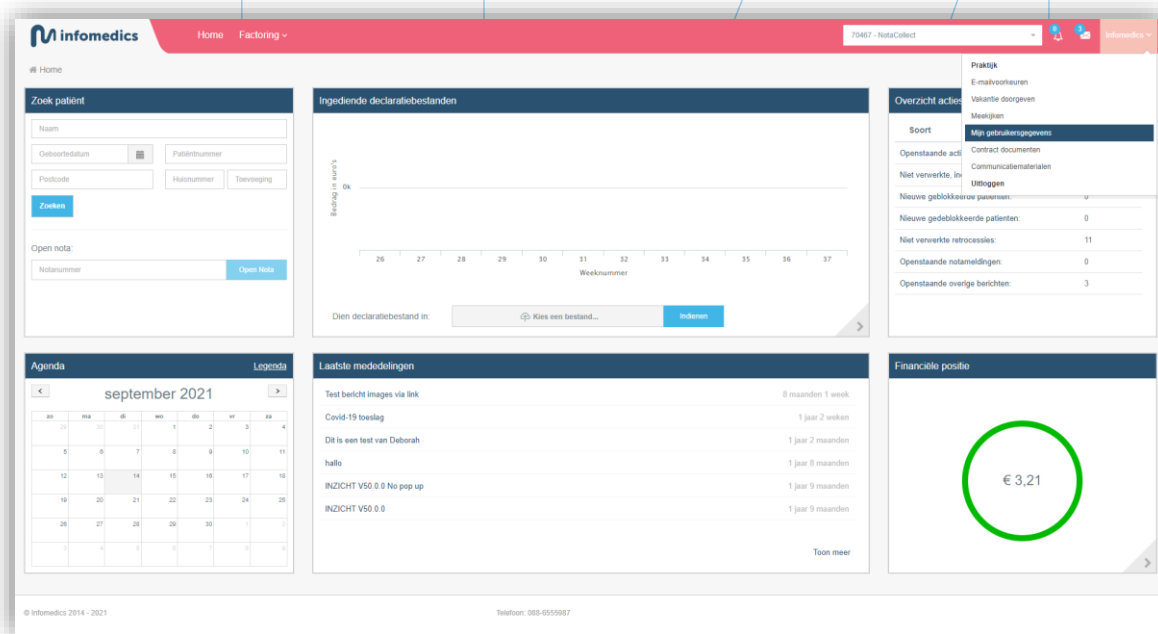 infomedics
Home Factoring
70467 - NotaCollect
0
3
Infomedics
Home
Praktijk
E-mailvoorkeuren
Vakantie doorgeven
Meekijken
Mijn gebruikersgegevens
Contract documenten
Communicatiematerialen
Uitloggen
Zoek patiënt
Naam
Geboortedatum Patiëntnummer
Postcode Huisnummer Toevoeging
Zoeken
Open nota:
Notanummer Open Nota
Ingediende declaratiebestanden
Bedrag in euro's
0k
26 27 28 29 30 31 32 33 34 35 36 37
Weeknummer
Dien declaratiebestand in: Kies een bestand... Indienen
Overzicht acties
Soort
Openstaande acti
Niet verwerkte, in
Nieuwe geblokkeerde patienten: 0
Nieuwe gedeblokkeerde patienten: 0
Niet verwerkte retrocessies: 11
Openstaande notameldingen: 0
Openstaande overige berichten: 3
Agenda Legenda
< september 2021 >
zo ma di wo do vr za
29 30 31 1 2 3 4
5 6 7 8 9 10 11
12 13 14 15 16 17 18
19 20 21 22 23 24 25
26 27 28 29 30 1 2
3 4 5 6 7 8 9
Laatste mededelingen
Test bericht images via link 8 maanden 1 week
Covid-19 toeslag 1 jaar 2 weken
Dit is een test van Deborah 1 jaar 2 maanden
hallo 1 jaar 8 maanden
INZICHT V50.0.0 No pop up 1 jaar 9 maanden
INZICHT V50.0.0 1 jaar 9 maanden
Toon meer
Financiële positie
€ 3,21
© Infomedics 2014 - 2021 Telefoon: 088-6555987